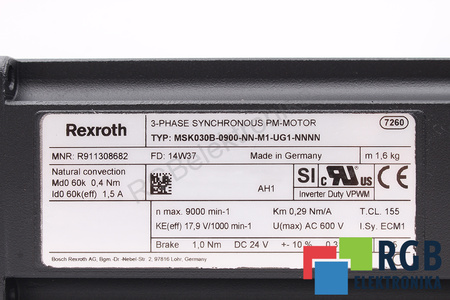 Rexroth
3-PHASE SYNCHRONOUS PM-MOTOR
7260
TYP: MSK030B-0900-NN-M1-UG1-NNNN
MNR: R911308682
FD: 14W37
Made in Germany
m 1,6 kg
Natural convection
Md0 60k 0,4 Nm
Id0 60k(eff) 1,5 A
AH1
SI
c RU US
Inverter Duty VPWM
n max. 9000 min-1
Km 0,29 Nm/A
T.CL. 155
KE(eff) 17,9 V/1000 min-1
U(max) AC 600 V
I.Sy. ECM1
Brake 1,0 Nm DC 24 V +- 10 %
Bosch Rexroth AG, Bgm.-Dr.-Nebel-Str. 2, 97816 Lohr, Germany
RGB
ELEKTRONIKA